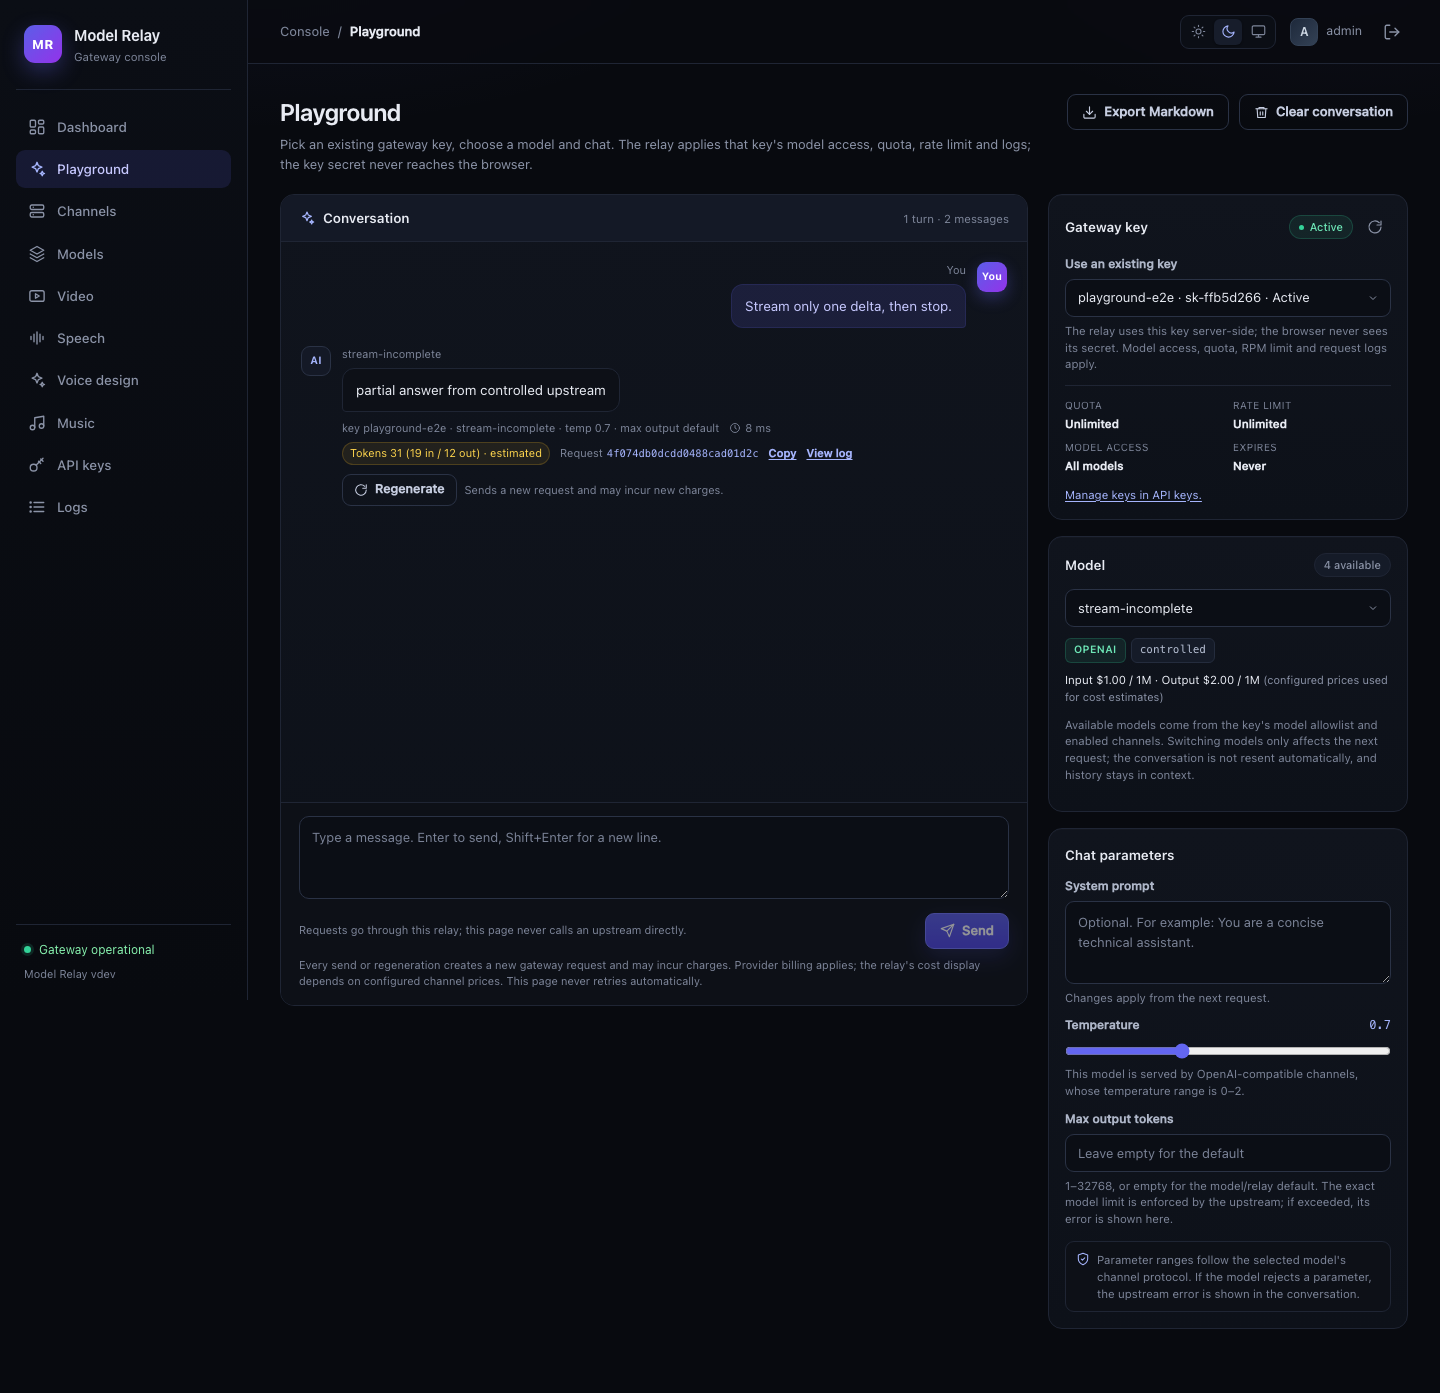 MR
Model Relay
Gateway console
Dashboard
Playground
Channels
Models
Video
Speech
Voice design
Music
API keys
Logs
Gateway operational
Model Relay vdev
Console / Playground
A admin
Playground
Export Markdown
Clear conversation
Pick an existing gateway key, choose a model and chat. The relay applies that key's model access, quota, rate limit and logs;
the key secret never reaches the browser.
Conversation
1 turn · 2 messages
You
You
Stream only one delta, then stop.
AI
stream-incomplete
partial answer from controlled upstream
key playground-e2e · stream-incomplete · temp 0.7 · max output default 8 ms
Tokens 31 (19 in / 12 out) · estimated Request 4f074db0dcdd0488cad01d2c Copy View log
Regenerate Sends a new request and may incur new charges.
Type a message. Enter to send, Shift+Enter for a new line.
Requests go through this relay; this page never calls an upstream directly.
Send
Every send or regeneration creates a new gateway request and may incur charges. Provider billing applies; the relay's cost display
depends on configured channel prices. This page never retries automatically.
Gateway key
Active
Use an existing key
playground-e2e · sk-ffb5d266 · Active
The relay uses this key server-side; the browser never sees
its secret. Model access, quota, RPM limit and request logs
apply.
QUOTA RATE LIMIT
Unlimited Unlimited
MODEL ACCESS EXPIRES
All models Never
Manage keys in API keys.
Model
4 available
stream-incomplete
OPENAI controlled
Input $1.00 / 1M · Output $2.00 / 1M (configured prices used
for cost estimates)
Available models come from the key's model allowlist and
enabled channels. Switching models only affects the next
request; the conversation is not resent automatically, and
history stays in context.
Chat parameters
System prompt
Optional. For example: You are a concise
technical assistant.
Changes apply from the next request.
Temperature 0.7
This model is served by OpenAI-compatible channels,
whose temperature range is 0–2.
Max output tokens
Leave empty for the default
1–32768, or empty for the model/relay default. The exact
model limit is enforced by the upstream; if exceeded, its
error is shown here.
Parameter ranges follow the selected model's
channel protocol. If the model rejects a parameter,
the upstream error is shown in the conversation.